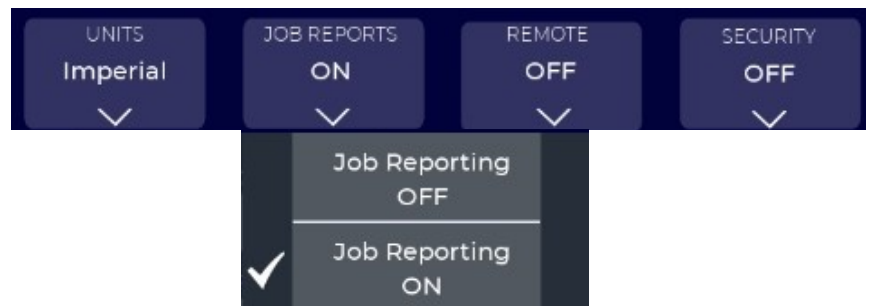 UNITS JOB REPORTS REMOTE SECURITY
Imperial ON OFF OFF
Job Reporting
OFF
Job Reporting
ON